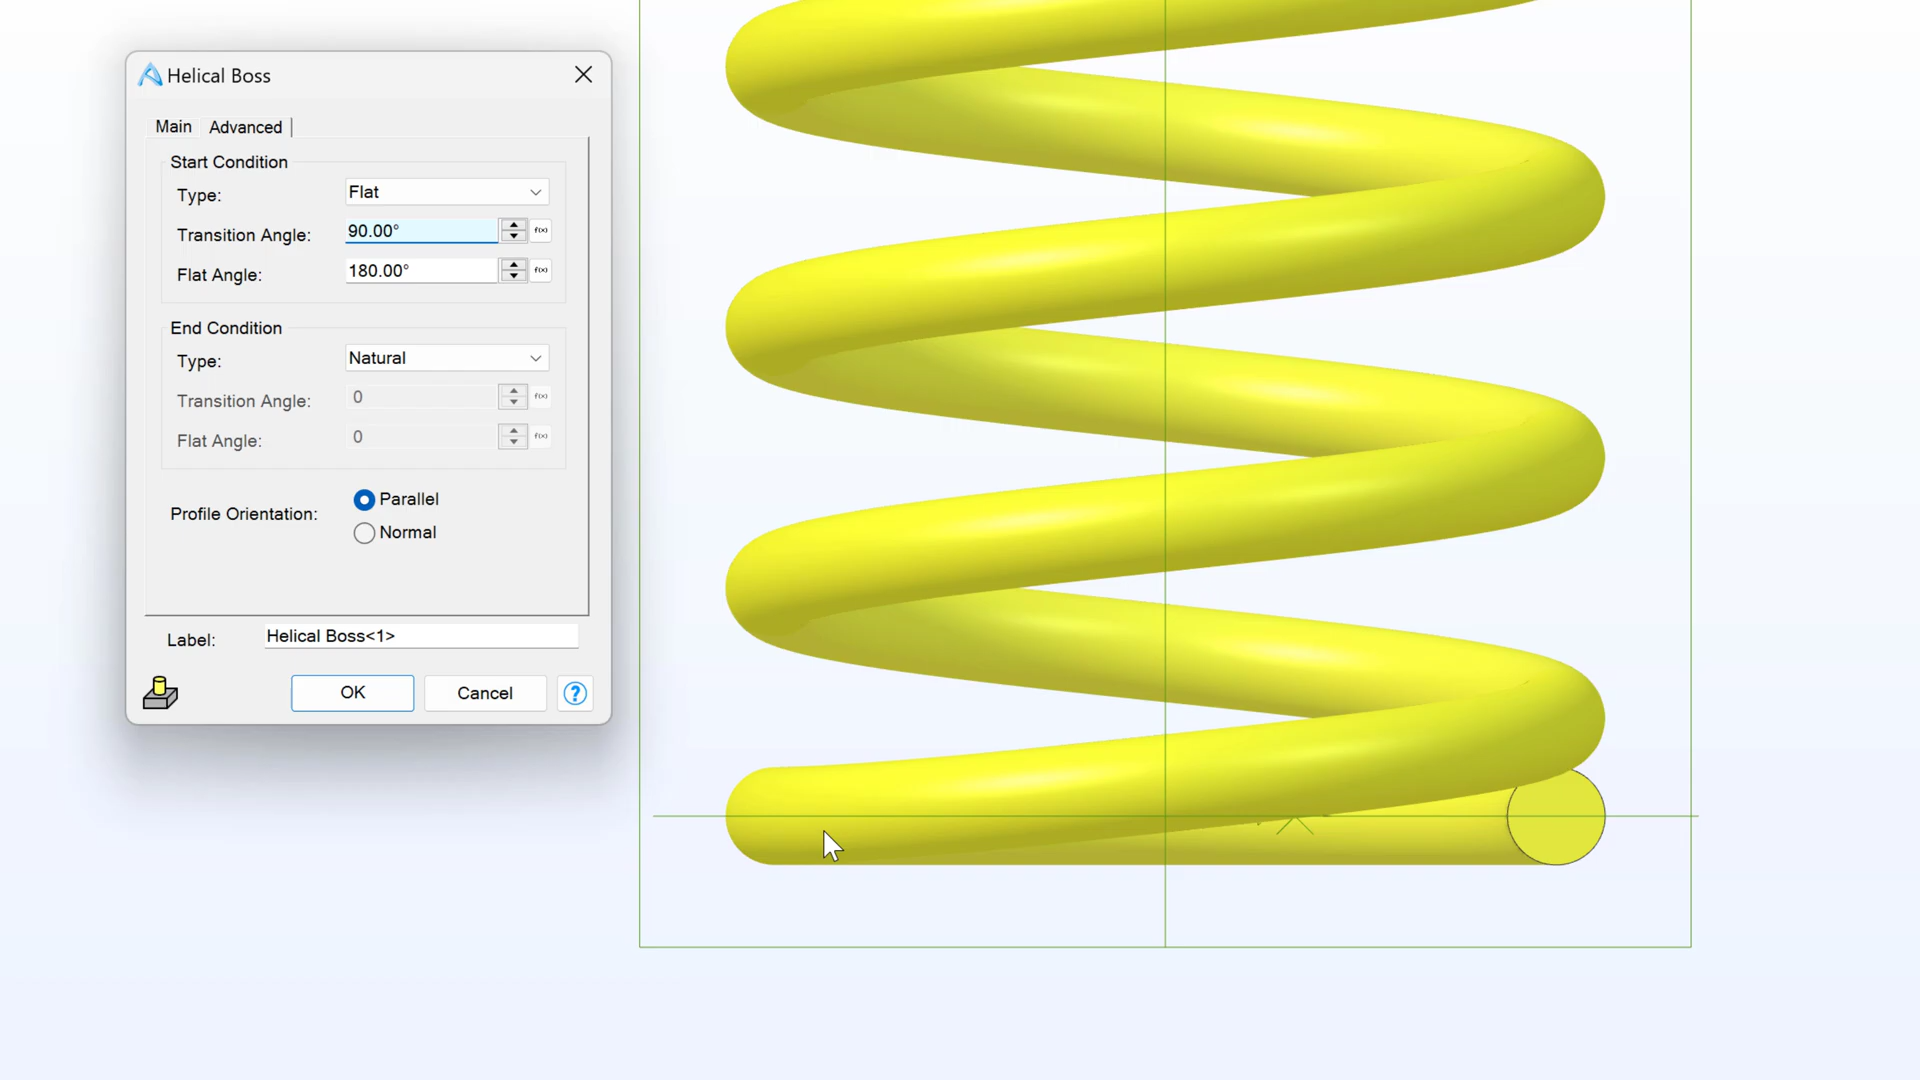 Helical Boss
Main Advanced
Start Condition
Type: Flat
Transition Angle: 90.00° f(x)
Flat Angle: 180.00° f(x)
End Condition
Type: Natural
Transition Angle: 0 f(x)
Flat Angle: 0 f(x)
Profile Orientation: Parallel
Normal
Label: Helical Boss<1>
OK Cancel ?